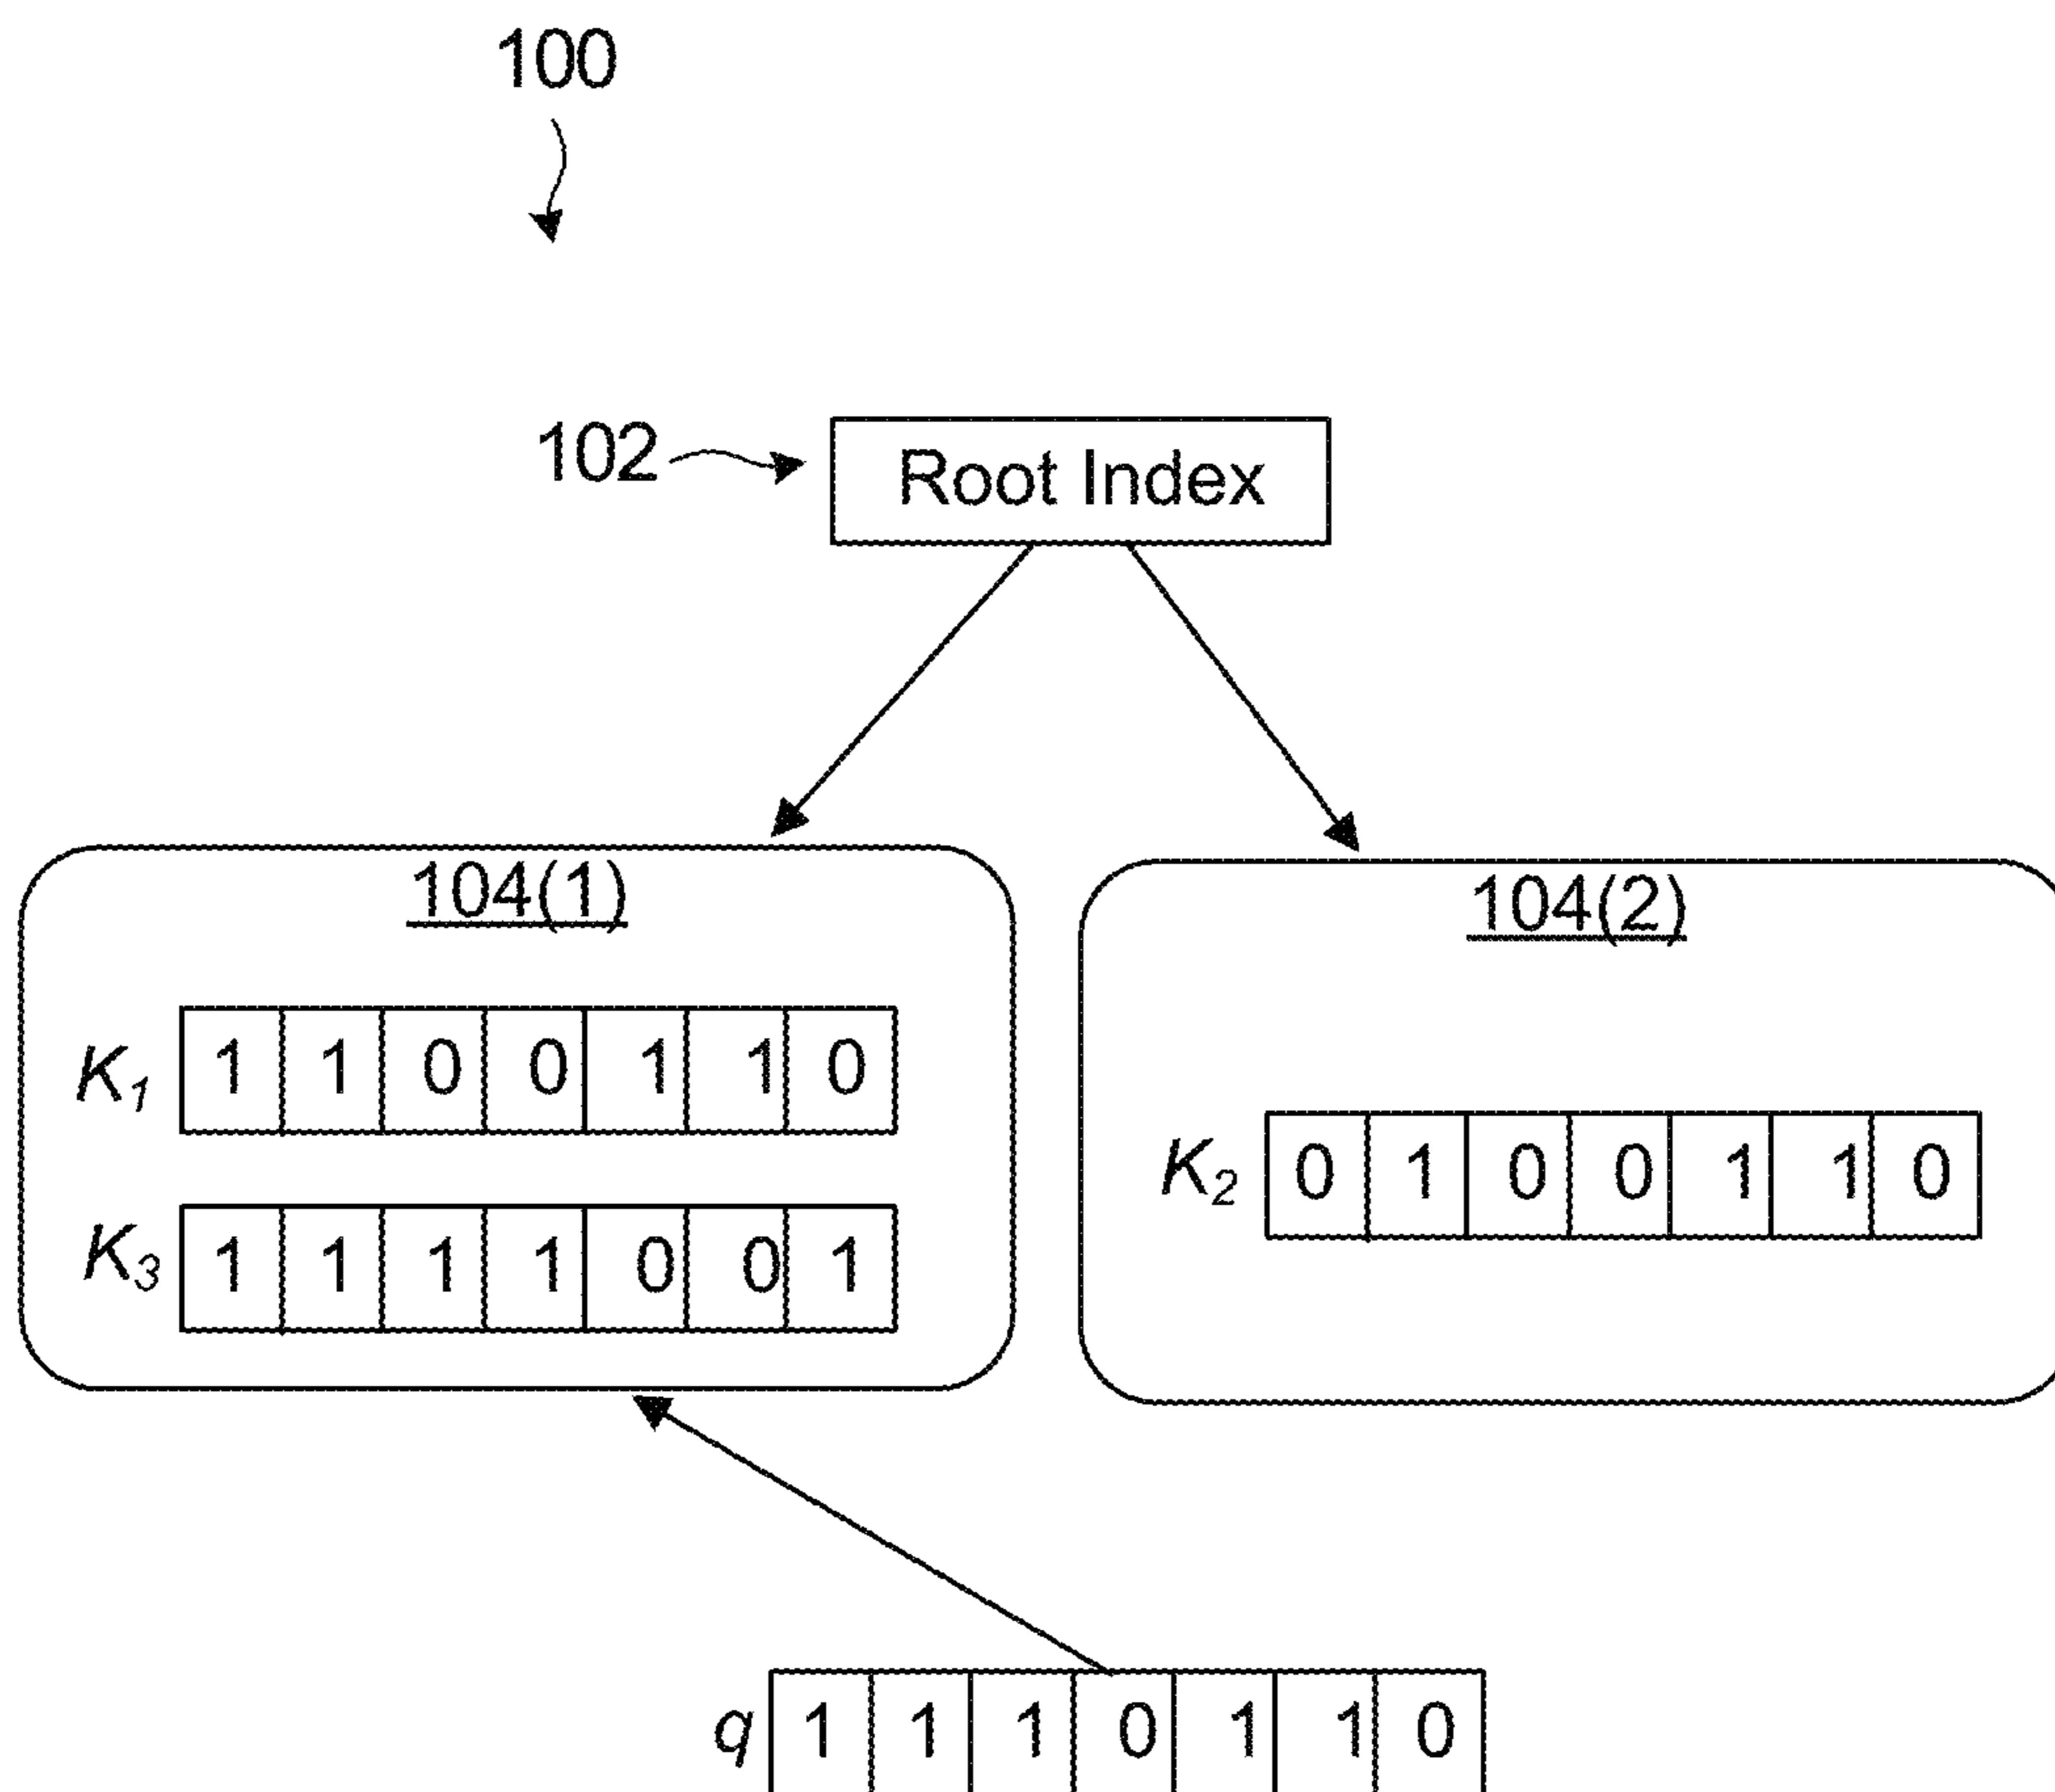 100
102
Root Index
104(1)
104(2)
K1 1 1 0 0 1 1 0
K2 0 1 0 0 1 1 0
K3 1 1 1 1 0 0 1
q 1 1 1 0 1 1 0